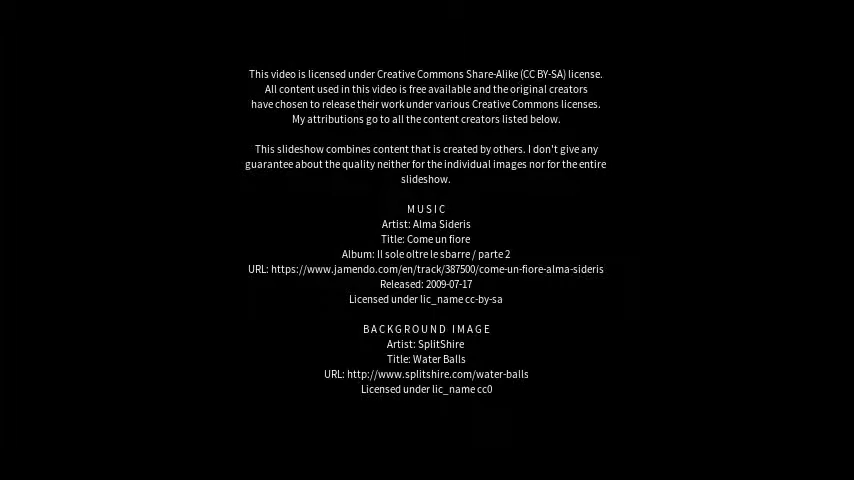 This video is licensed under Creative Commons Share-Alike (CC BY-SA) license.
All content used in this video is free available and the original creators
have chosen to release their work under various Creative Commons licenses.
My attributions go to all the content creators listed below.
This slideshow combines content that is created by others. I don't give any
guarantee about the quality neither for the individual images nor for the entire
slideshow.
MUSIC
Artist: Alma Sideris
Title: Come un fiore
Album: Il sole oltre le sbarre / parte 2
URL: https://www.jamendo.com/en/track/387500/come-un-fiore-alma-sideris
Released: 2009-07-17
Licensed under lic_name cc-by-sa
BACKGROUND IMAGE
Artist: SplitShire
Title: Water Balls
URL: http://www.splitshire.com/water-balls
Licensed under lic_name cc0